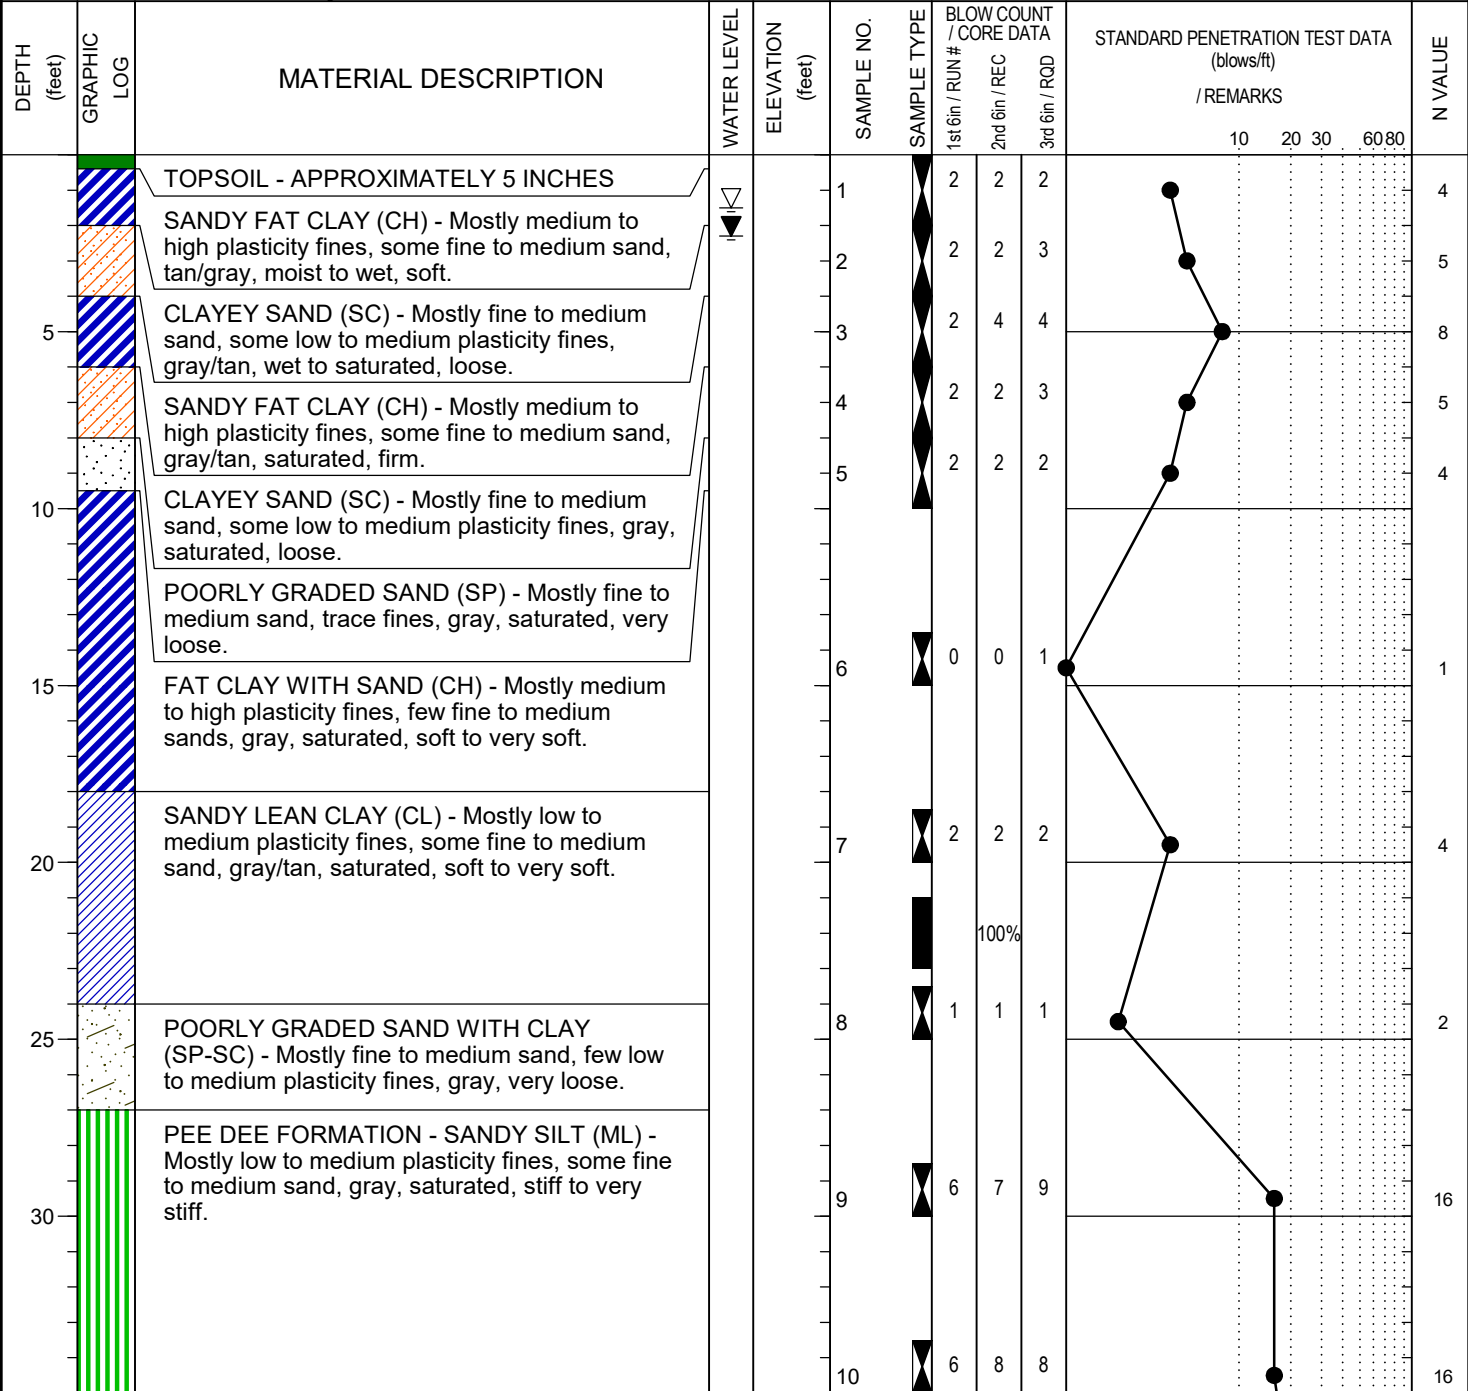 DEPTH
(feet)
GRAPHIC
LOG
MATERIAL DESCRIPTION
WATER LEVEL
ELEVATION
(feet)
SAMPLE NO.
SAMPLE TYPE
BLOW COUNT
/ CORE DATA
1st 6in / RUN #
2nd 6in / REC
3rd 6in / RQD
STANDARD PENETRATION TEST DATA
(blows/ft)
/ REMARKS
10 20 30 60 80
N VALUE
TOPSOIL - APPROXIMATELY 5 INCHES
1 2 2 2 4
SANDY FAT CLAY (CH) - Mostly medium to
high plasticity fines, some fine to medium sand,
tan/gray, moist to wet, soft.
2 2 2 3 5
CLAYEY SAND (SC) - Mostly fine to medium
sand, some low to medium plasticity fines,
gray/tan, wet to saturated, loose.
5 3 2 4 4 8
SANDY FAT CLAY (CH) - Mostly medium to
high plasticity fines, some fine to medium sand,
gray/tan, saturated, firm.
4 2 2 3 5
5 2 2 2 4
CLAYEY SAND (SC) - Mostly fine to medium
sand, some low to medium plasticity fines, gray,
saturated, loose.
10
POORLY GRADED SAND (SP) - Mostly fine to
medium sand, trace fines, gray, saturated, very
loose.
6 0 0 1 1
FAT CLAY WITH SAND (CH) - Mostly medium
to high plasticity fines, few fine to medium
sands, gray, saturated, soft to very soft.
15
SANDY LEAN CLAY (CL) - Mostly low to
medium plasticity fines, some fine to medium
sand, gray/tan, saturated, soft to very soft.
7 2 2 2 4
20
100%
8 1 1 1 2
POORLY GRADED SAND WITH CLAY
(SP-SC) - Mostly fine to medium sand, few low
to medium plasticity fines, gray, very loose.
25
PEE DEE FORMATION - SANDY SILT (ML) -
Mostly low to medium plasticity fines, some fine
to medium sand, gray, saturated, stiff to very
stiff.
9 6 7 9 16
30
10 6 8 8 16